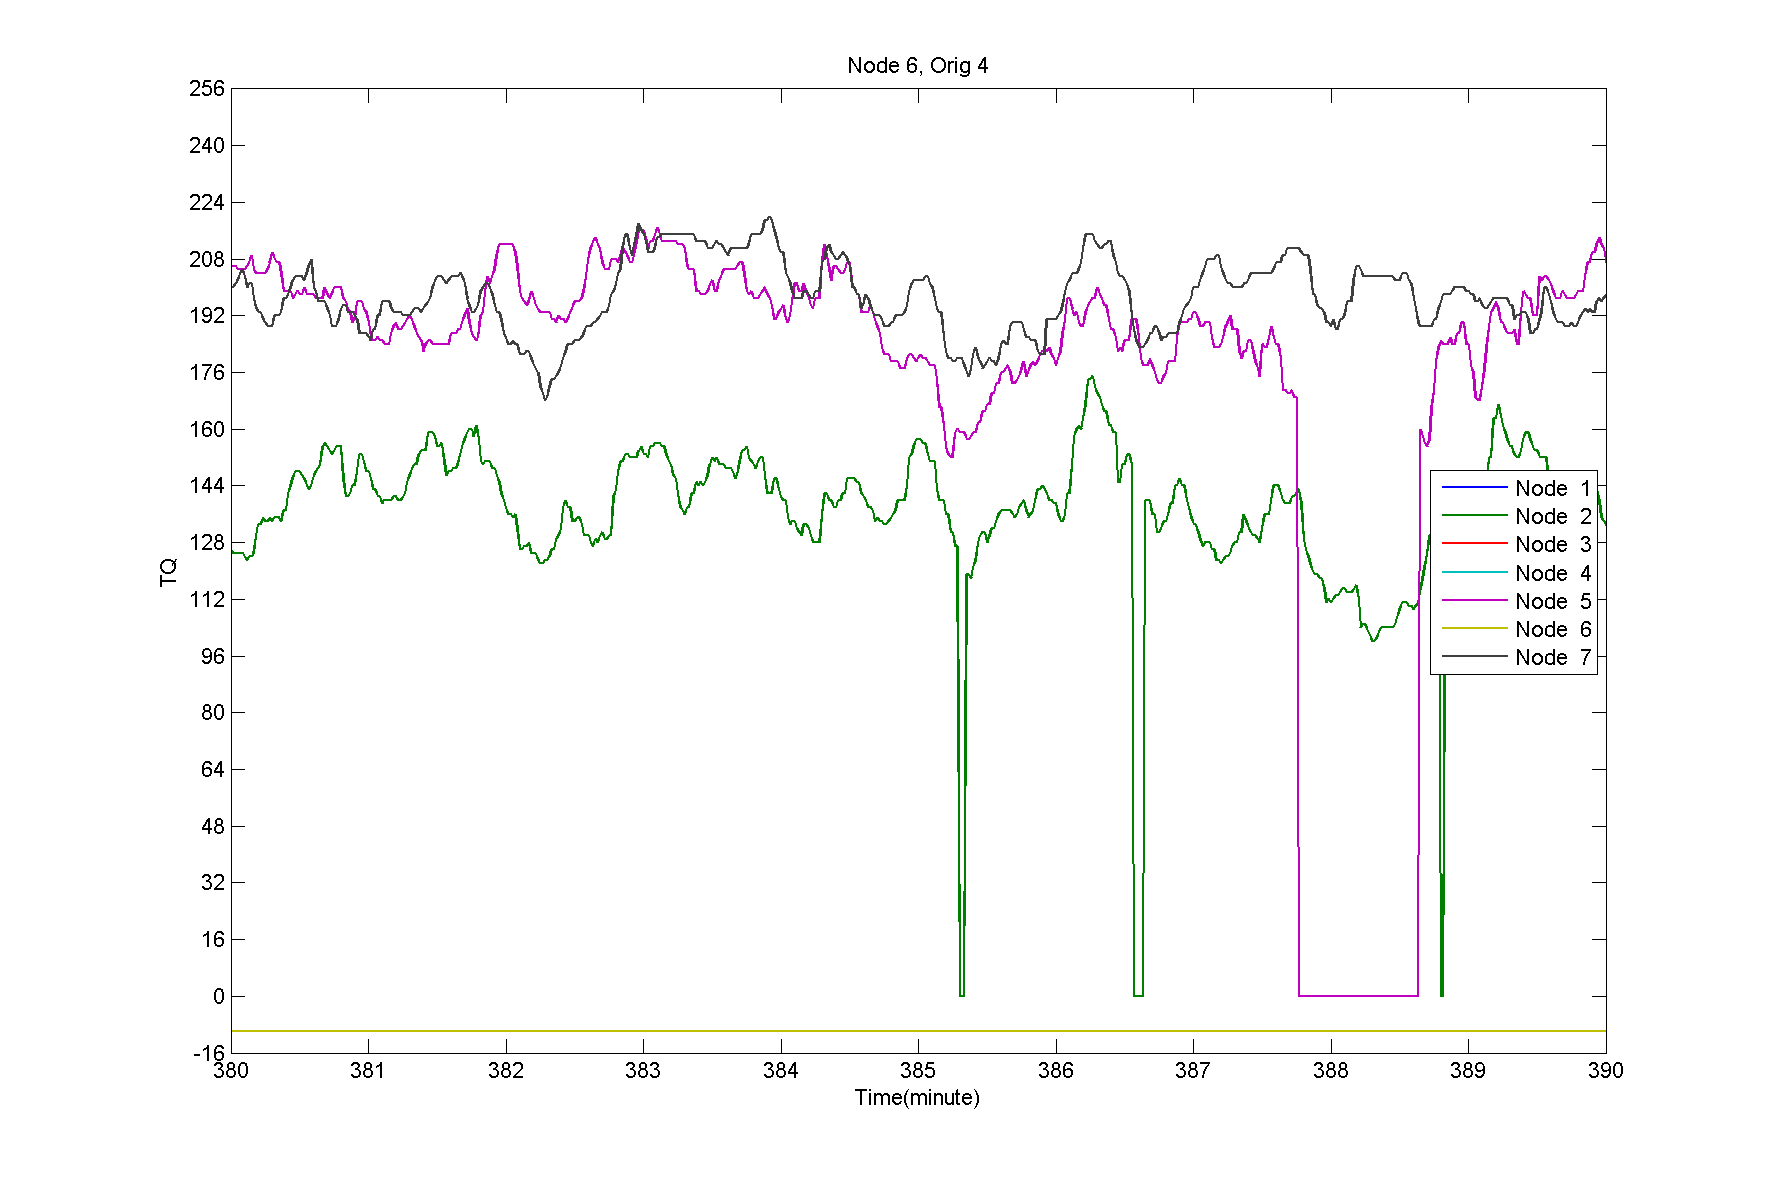 Node 6, Orig 4
256
240
224
208
192
176
160
144
128
112
96
80
64
48
32
16
0
-16
TQ
Node 1
Node 2
Node 3
Node 4
Node 5
Node 6
Node 7
380 381 382 383 384 385 386 387 388 389 390
Time(minute)